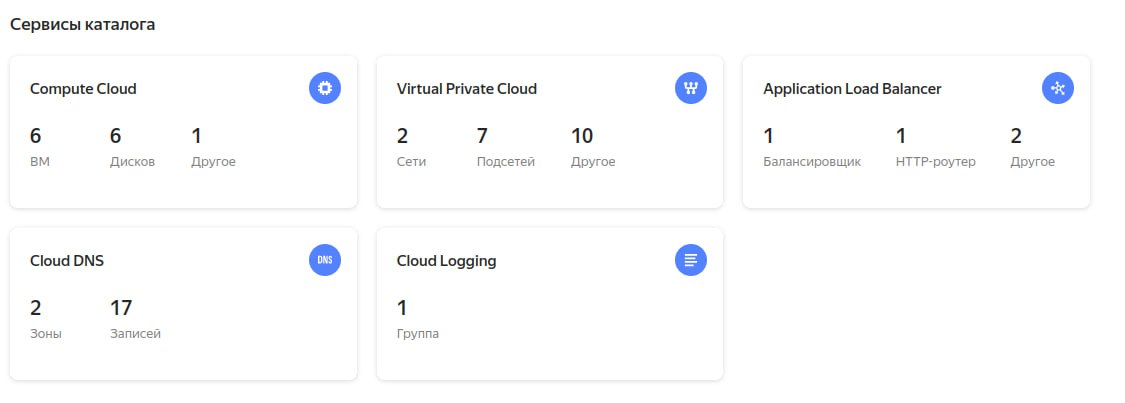 Сервисы каталога
Compute Cloud
6 6 1
ВМ Дисков Другое
Virtual Private Cloud
2 7 10
Сети Подсетей Другое
Application Load Balancer
1 1 2
Балансировщик HTTP-роутер Другое
Cloud DNS
DNS
2 17
Зоны Записей
Cloud Logging
1
Группа